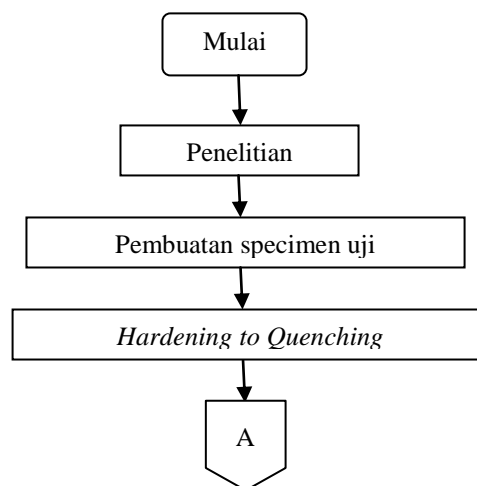 Mulai
Penelitian
Pembuatan specimen uji
Hardening to Quenching
A